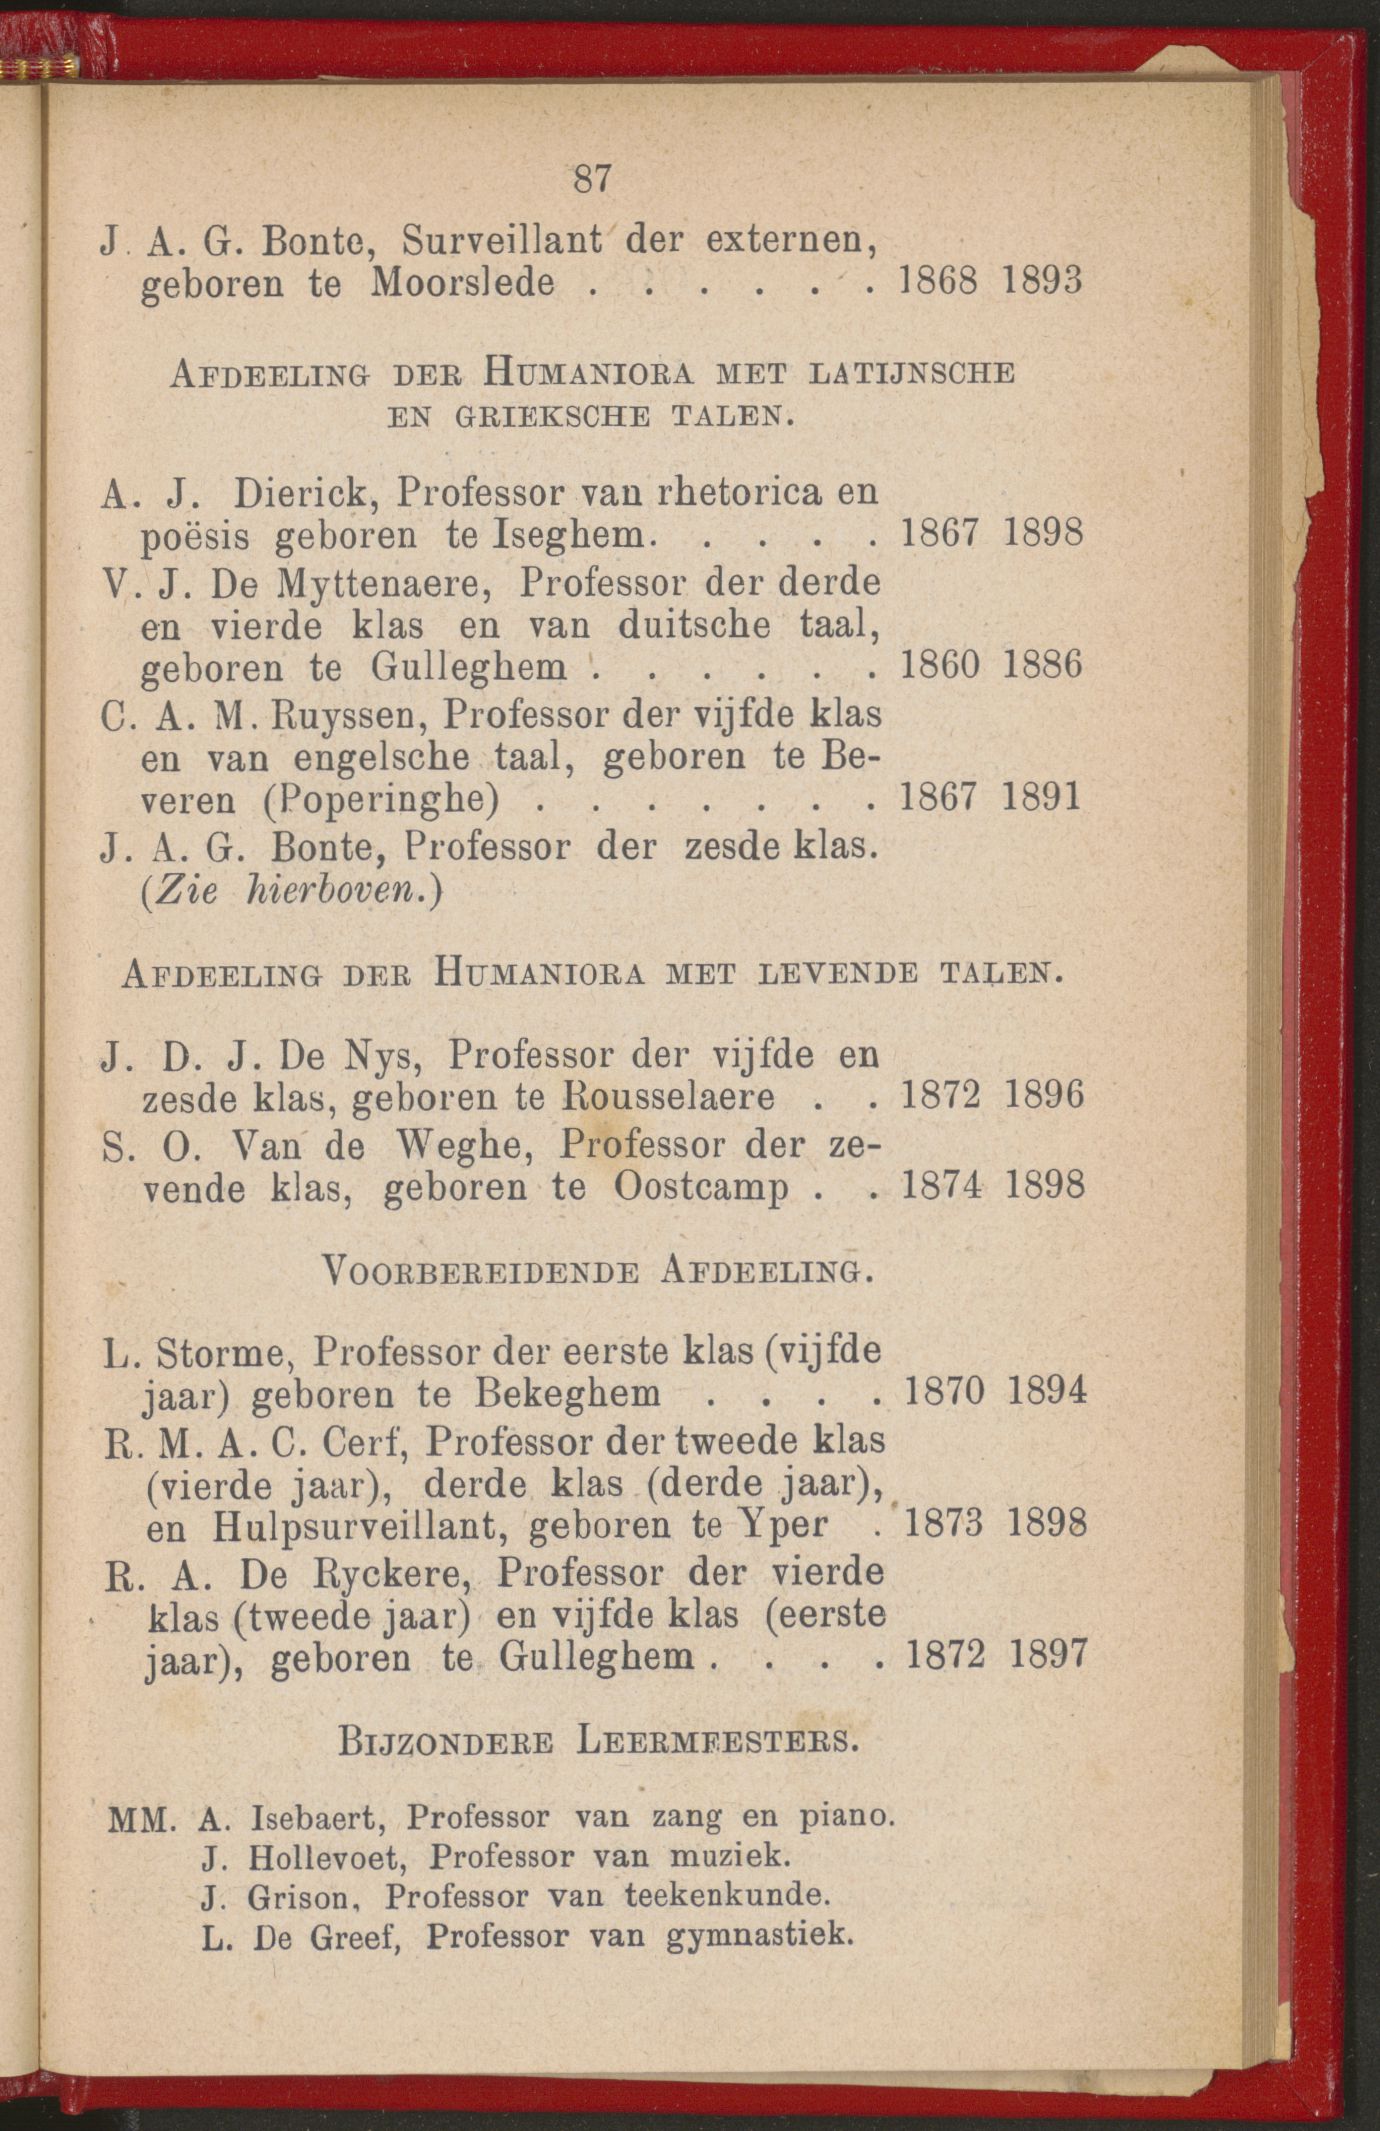 87
J. A. G. Bonte, Surveillant der externen,
geboren te Moorslede . . . . . . 1868 1893
Afdeeling der Humaniora met latijnsche
en grieksche talen.
A. J. Dierick, Professor van rhetorica en
poësis geboren te Iseghem. . . . . 1867 1898
V. J. De Myttenaere, Professor der derde
en vierde klas en van duitsche taal,
geboren te Gulleghem . . . . . . 1860 1886
C. A. M. Ruyssen, Professor der vijfde klas
en van engelsche taal, geboren te Be-
veren (Poperinghe) . . . . . . . 1867 1891
J. A. G. Bonte, Professor der zesde klas.
(Zie hierboven.)
Afdeeling der Humaniora met levende talen.
J. D. J. De Nys, Professor der vijfde en
zesde klas, geboren te Rousselaere . . 1872 1896
S. O. Van de Weghe, Professor der ze-
vende klas, geboren te Oostcamp . . 1874 1898
Voorbereidende Afdeeling.
L. Storme, Professor der eerste klas (vijfde
jaar) geboren te Bekeghem . . . . 1870 1894
R. M. A. C. Cerf, Professor der tweede klas
(vierde jaar), derde klas (derde jaar),
en Hulpsurveillant, geboren te Yper . 1873 1898
R. A. De Ryckere, Professor der vierde
klas (tweede jaar) en vijfde klas (eerste
jaar), geboren te Gulleghem . . . . 1872 1897
Bijzondere Leermeesters.
MM. A. Isebaert, Professor van zang en piano.
J. Hollevoet, Professor van muziek.
J. Grison, Professor van teekenkunde.
L. De Greef, Professor van gymnastiek.